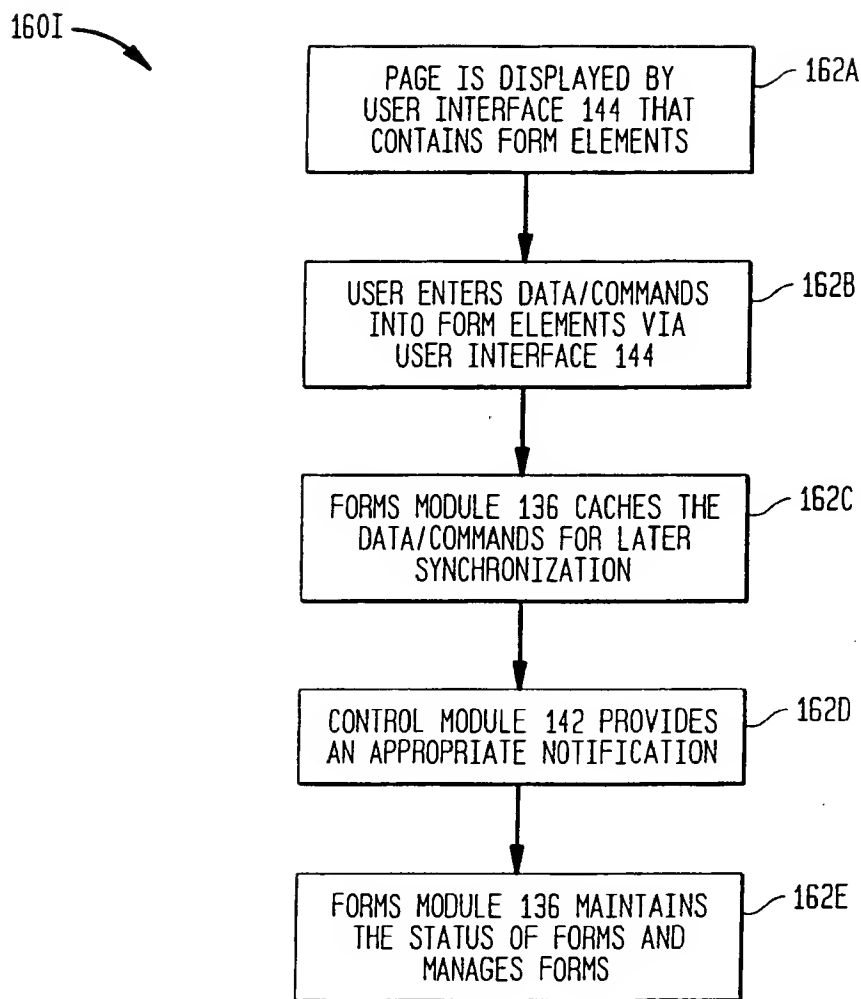 160I
PAGE IS DISPLAYED BY
USER INTERFACE 144 THAT
CONTAINS FORM ELEMENTS
162A
USER ENTERS DATA/COMMANDS
INTO FORM ELEMENTS VIA
USER INTERFACE 144
162B
FORMS MODULE 136 CACHES THE
DATA/COMMANDS FOR LATER
SYNCHRONIZATION
162C
CONTROL MODULE 142 PROVIDES
AN APPROPRIATE NOTIFICATION
162D
FORMS MODULE 136 MAINTAINS
THE STATUS OF FORMS AND
MANAGES FORMS
162E